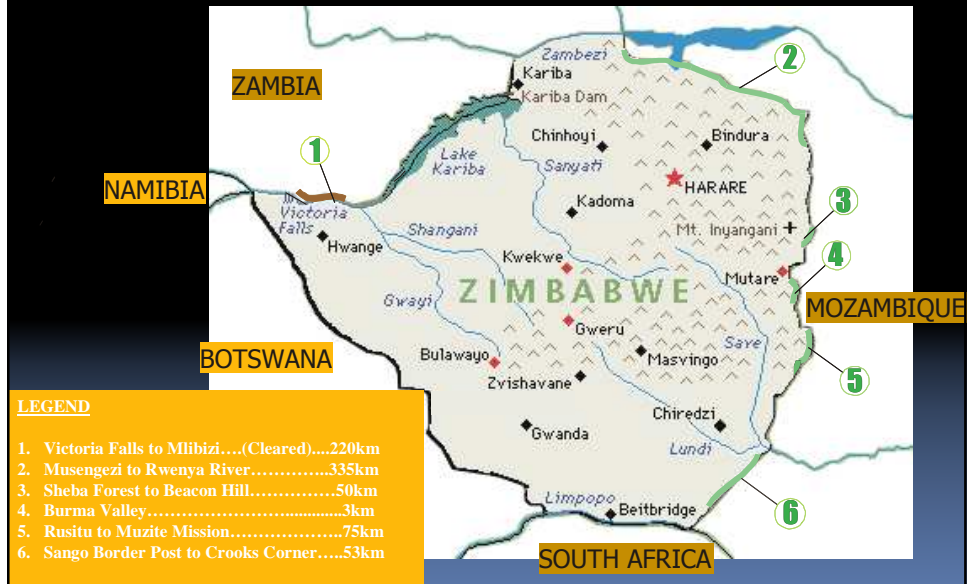 Zambezi
2
ZAMBIA
Kariba
Kariba Dam
Chinhoyi
Bindura
1
Lake
Kariba
Sanyati
HARARE
NAMIBIA
Victoria
Falls
Kadoma
3
Mt. Inyangani
Shangani
Hwange
4
Kwekwe
Mutare
ZIMBABWE
Gwayi
MOZAMBIQUE
Gweru
Save
BOTSWANA
Bulawayo
Masvingo
5
Zvishavane
LEGEND
Chiredzi
Gwanda
Lundi
1. Victoria Falls to Mlibizi….(Cleared)....220km
2. Musengezi to Rwenya River…………..335km
3. Sheba Forest to Beacon Hill……………50km
4. Burma Valley……………………............3km
5. Rusitu to Muzite Mission………………..75km
6. Sango Border Post to Crooks Corner…..53km
Limpopo
Beitbridge
6
SOUTH AFRICA